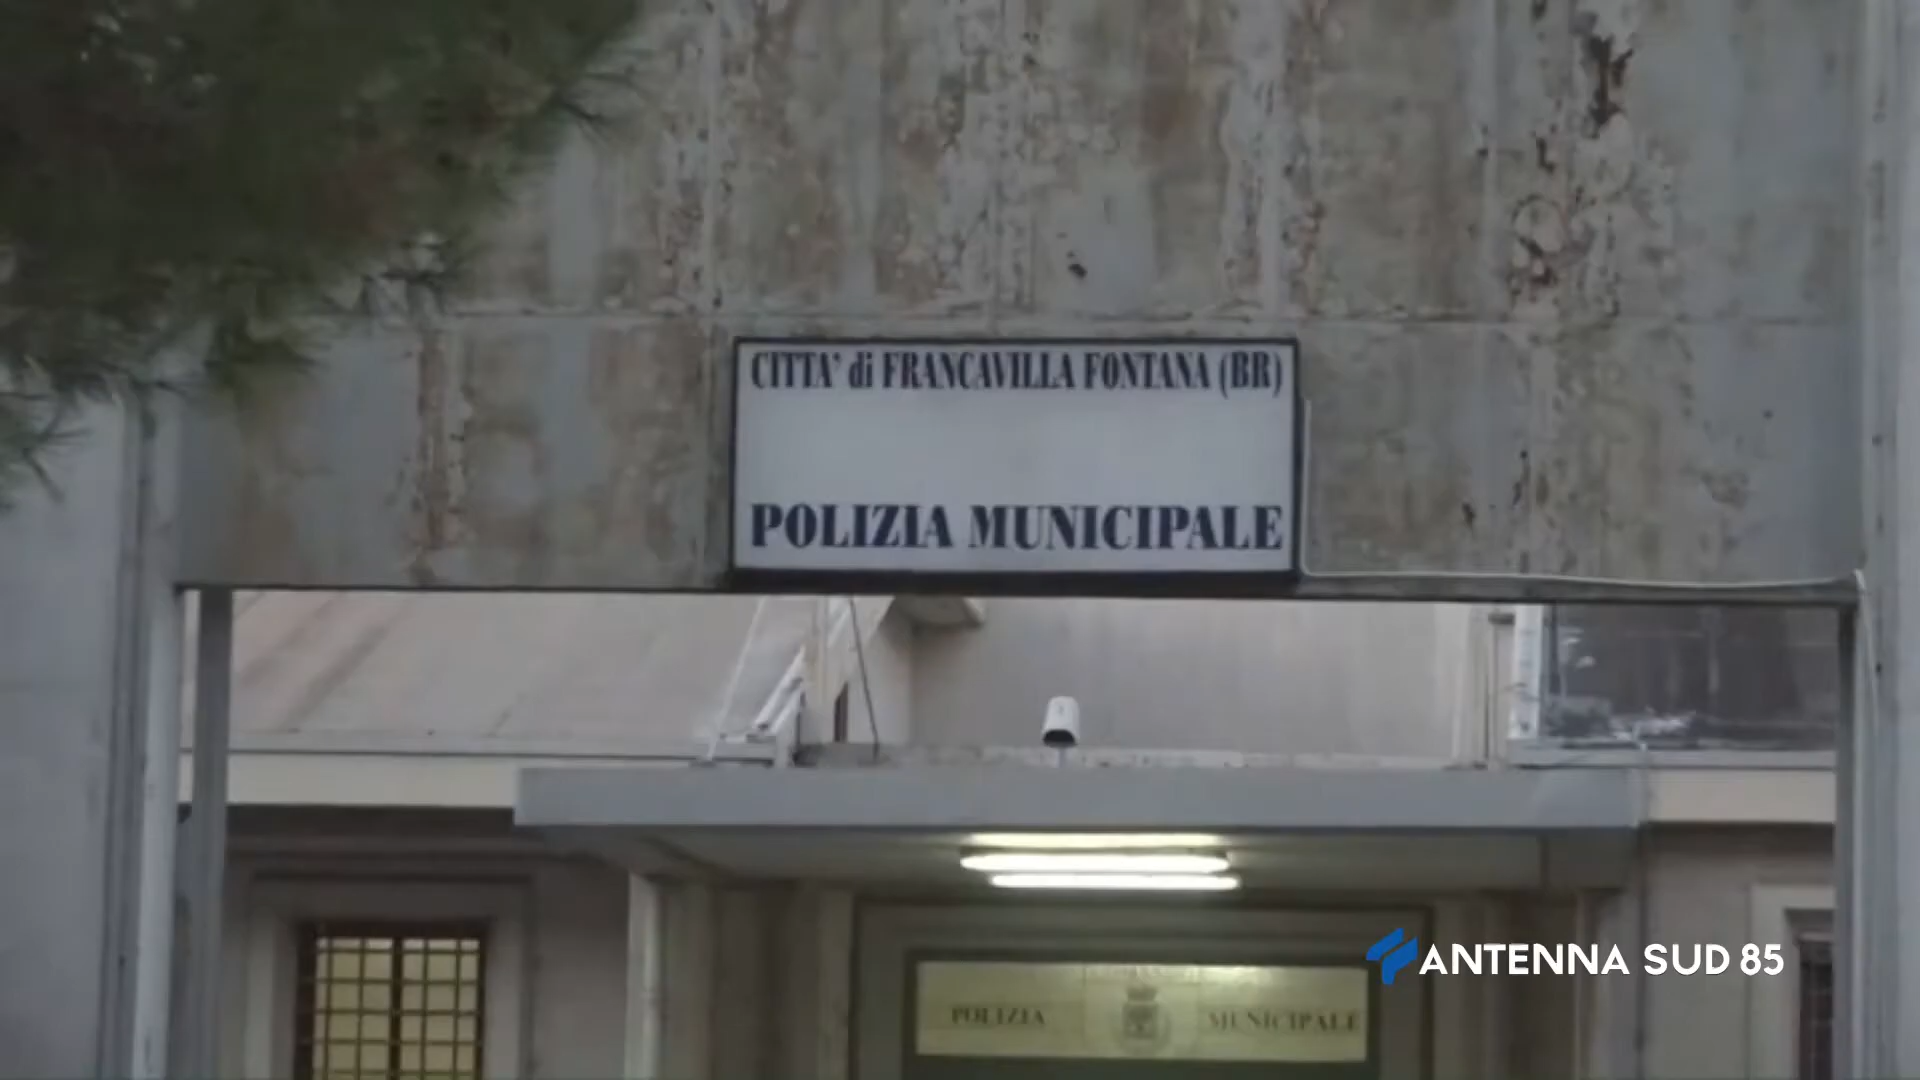 CITTA' di FRANCAVILLA FONTANA (BR)
POLIZIA MUNICIPALE
ANTENNA SUD 85
POLIZIA MUNICIPALE